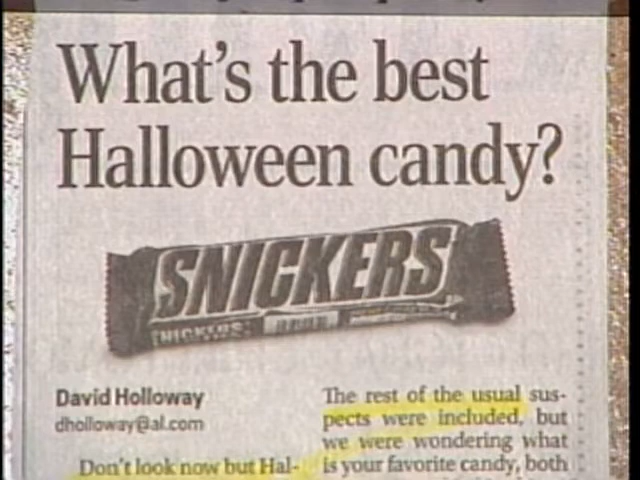 What's the best
Halloween candy?
SNICKERS
SNICKERS
David Holloway
dholloway@al.com
Don't look now but Hal-
The rest of the usual sus-
pects were included, but
we were wondering what
is your favorite candy, both